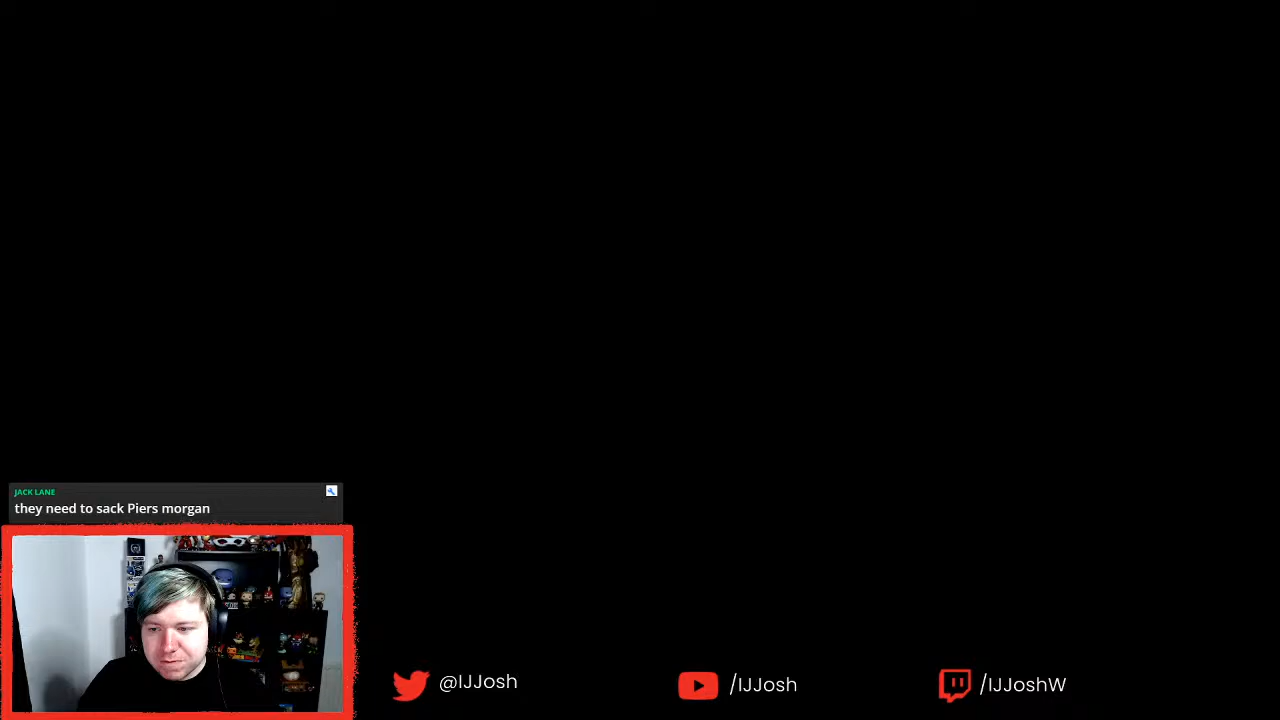 JACK LANE
they need to sack Piers morgan
@IJJosh
/IJJosh
/IJJoshW